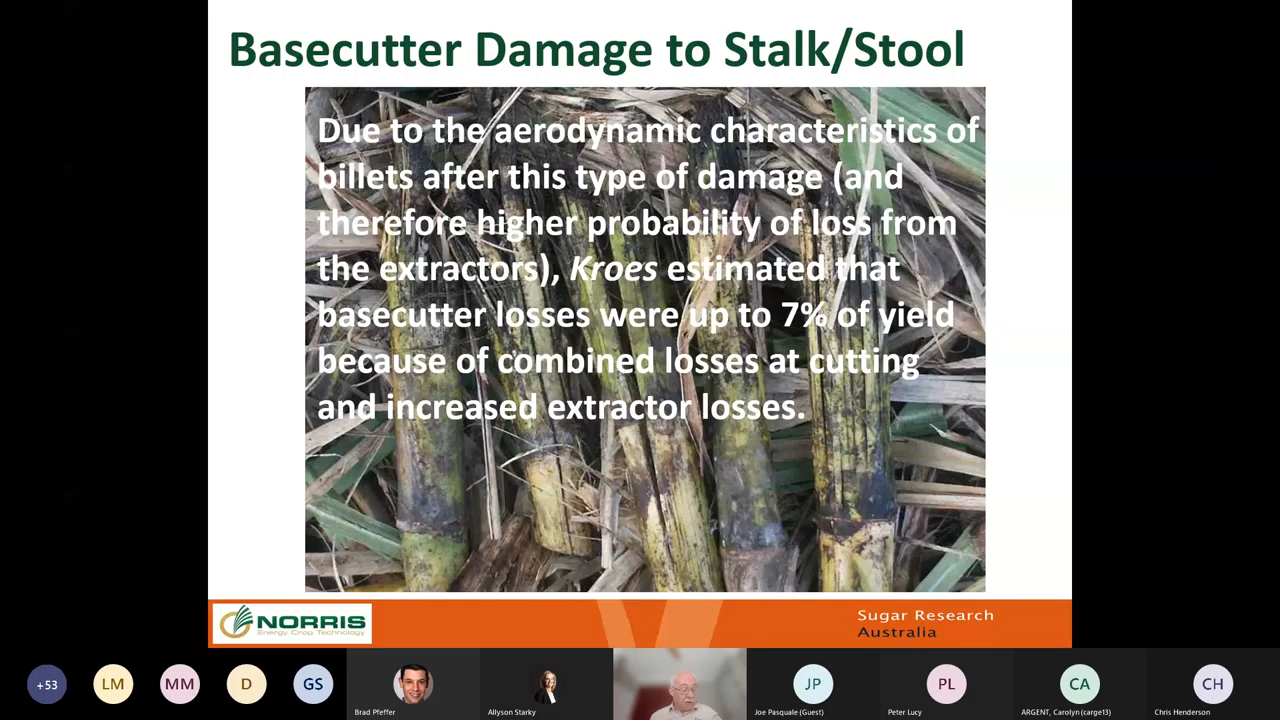 Basecutter Damage to Stalk/Stool
Due to the aerodynamic characteristics of
billets after this type of damage (and
therefore higher probability of loss from
the extractors), Kroes estimated that
basecutter losses were up to 7% of yield
because of combined losses at cutting
and increased extractor losses.
NORRIS
Energy Crop Technology
Sugar Research
Australia
+53
LM
MM
D
GS
JP
PL
CA
CH
Brad Pfeffer
Allyson Starky
Joe Pasquale (Guest)
Peter Lucy
ARGENT, Carolyn (carge13)
Chris Henderson